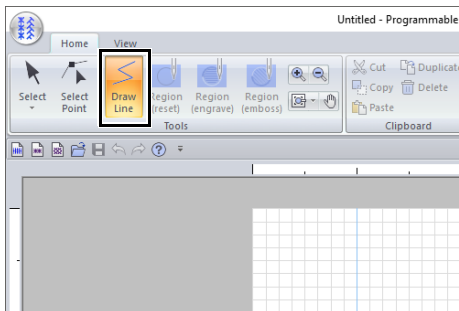 Untitled - Programmable
Home View
Select
Select Point
Draw Line
Region (reset)
Region (engrave)
Region (emboss)
Tools
Cut
Duplicat
Copy
Delete
Paste
Clipboard